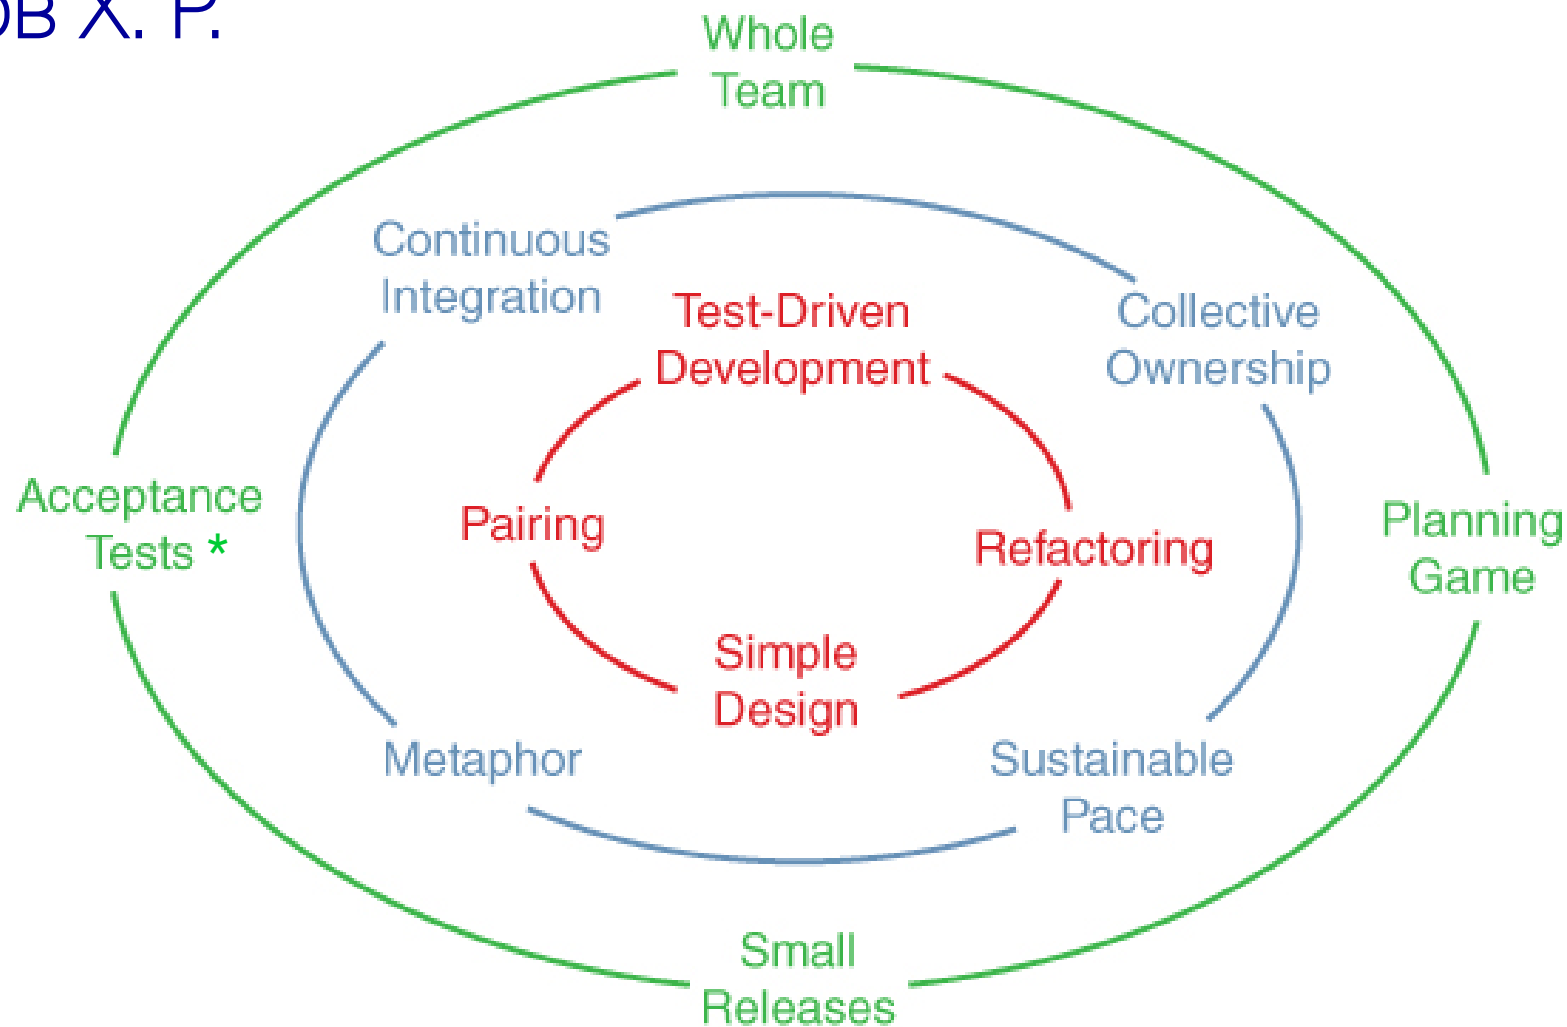 X. P.
Whole
Team
Continuous
Integration
Test-Driven
Development
Collective
Ownership
Acceptance
Tests *
Pairing
Refactoring
Planning
Game
Simple
Design
Metaphor
Sustainable
Pace
Small
Releases